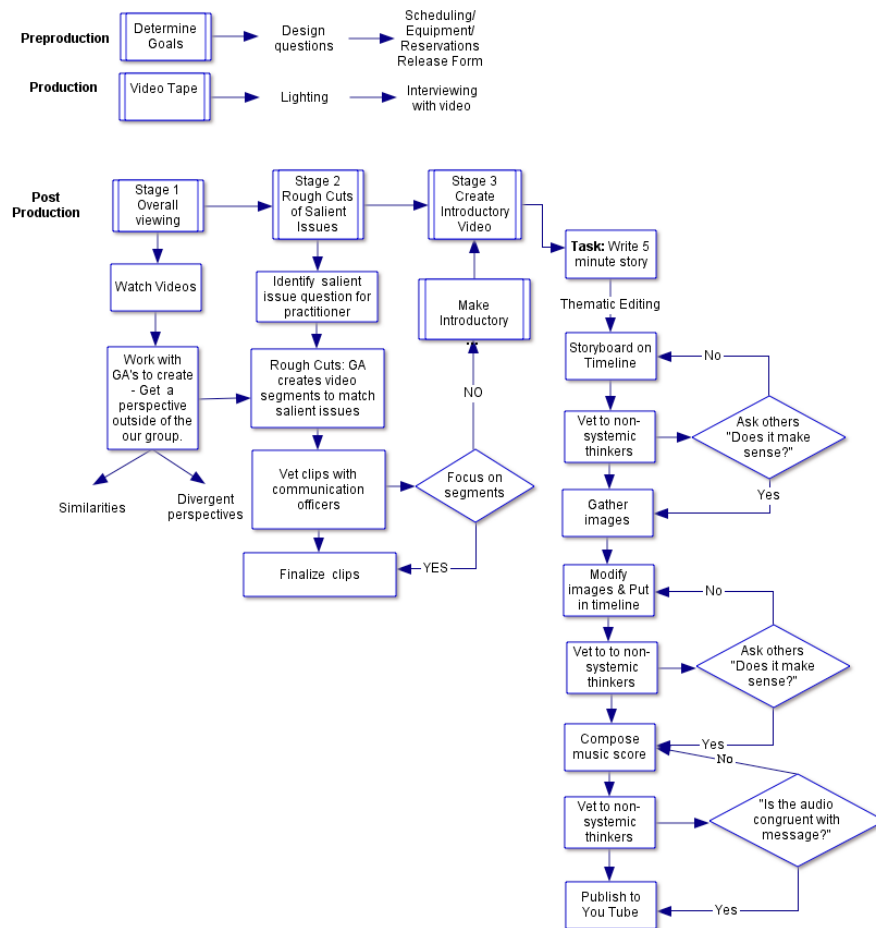 Preproduction
Determine
Goals
Design
questions
Scheduling/
Equipment/
Reservations
Release Form
Production
Video Tape
Lighting
Interviewing
with video
Post
Production
Stage 1
Overall
viewing
Stage 2
Rough Cuts
of Salient
Issues
Stage 3
Create
Introductory
Video
Task: Write 5
minute story
Watch Videos
Identify salient
issue question for
practitioner
Make
Introductory
...
Thematic Editing
Work with
GA's to create
- Get a
perspective
outside of the
our group.
Rough Cuts: GA
creates video
segments to match
salient issues
NO
Storyboard on
Timeline
No
Vet to non-
systemic
thinkers
Ask others
"Does it make
sense?"
Similarities
Divergent
perspectives
Vet clips with
communication
officers
Focus on
segments
Yes
Gather
images
Finalize clips
YES
Modify
images & Put
in timeline
No
Vet to to non-
systemic
thinkers
Ask others
"Does it make
sense?"
Compose
music score
Yes
No
Vet to non-
systemic
thinkers
"Is the audio
congruent with
message?"
Publish to
You Tube
Yes